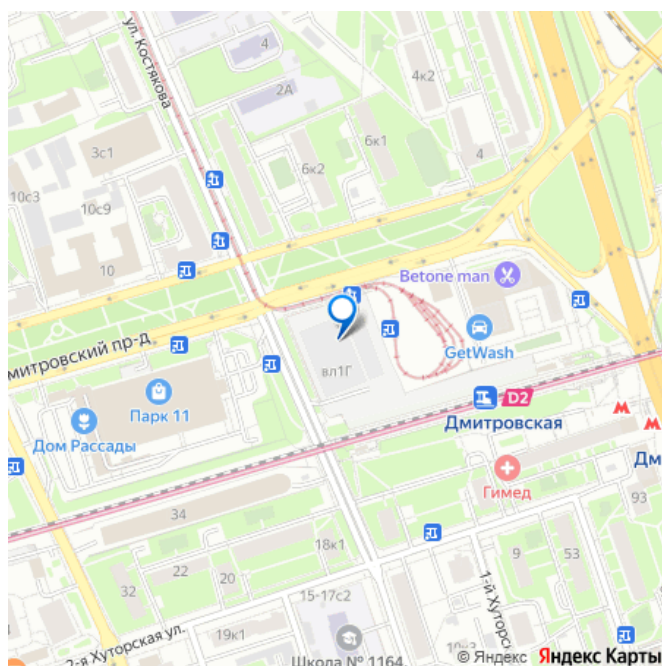 ул. Костякова
4
4к2
2А
3с1
6к1
4
6к2
10с3
10с9
10
Betone man
митровский пр-д
GetWash
вл1Г
D2
Парк 11
Дмитровская
Дом Рассады
Дм
Гимед
93
34
18к1
9
53
22
32
20
15-17с2
1-й Хуторс
2-я Хуторская ул.
19к1
Школа № 1164
© Яндекс Яндекс Карты